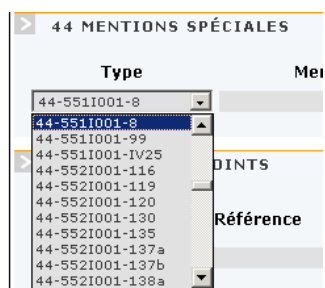 44 MENTIONS SPÉCIALES
Type
44-551I001-8
44-551I001-8
44-551I001-99
44-551I001-IV25
44-552I001-116
44-552I001-119
44-552I001-120
44-552I001-130
44-552I001-135
44-552I001-137a
44-552I001-137b
44-552I001-138a
Me
OINTS
Référence